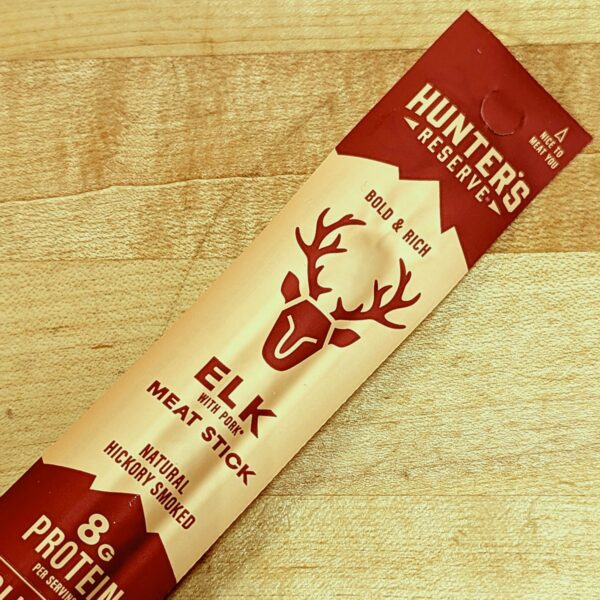 HUNTER'S
RESERVE
NICE TO
MEAT YOU
BOLD & RICH
ELK
WITH PORK*
MEAT STICK
NATURAL
HICKORY SMOKED
8G
PROTEIN
PER SERVING